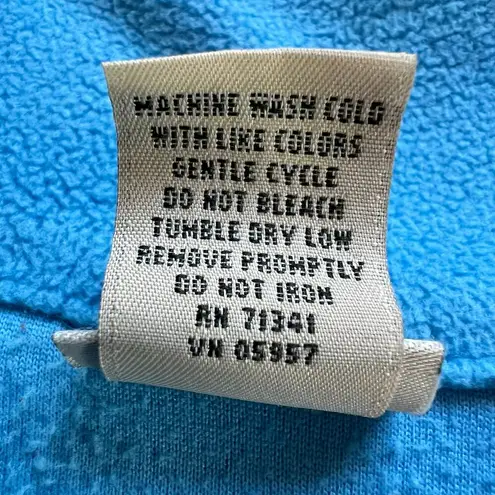 MACHINE WASH COLD
WITH LIKE COLORS
GENTLE CYCLE
DO NOT BLEACH
TUMBLE DRY LOW
REMOVE PROMPTLY
DO NOT IRON
RN 71341
VN 05957